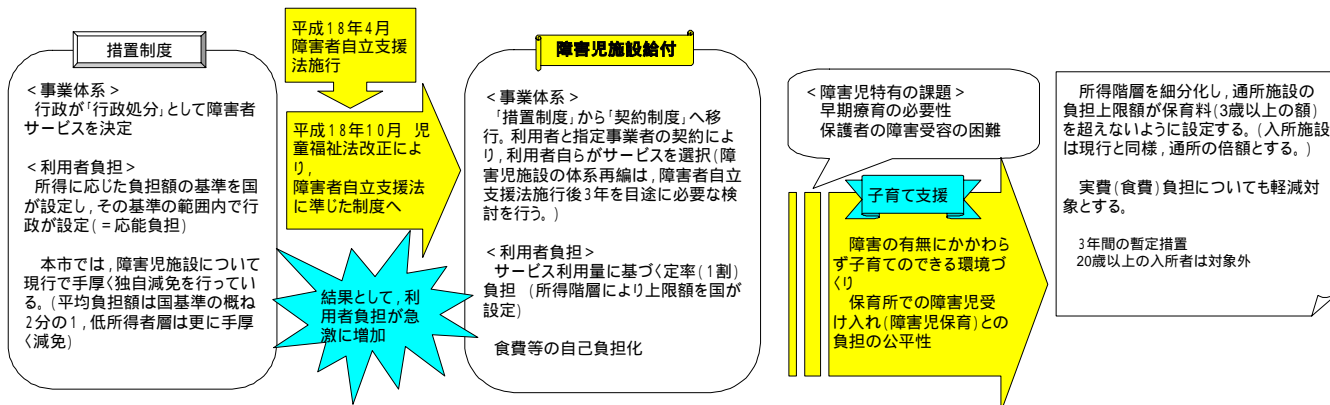 措置制度
<事業体系>
行政が「行政処分」として障害者
サービスを決定
<利用者負担>
所得に応じた負担額の基準を国
が設定し,その基準の範囲内で行
政が設定(=応能負担)
本市では,障害児施設について
現行で手厚く独自減免を行ってい
る。(平均負担額は国基準の概ね
2分の1,低所得者層は更に手厚
く減免)
平成18年4月
障害者自立支援
法施行
平成18年10月 児
童福祉法改正によ
り,
障害者自立支援法
に準じた制度へ
結果として,利
用者負担が急
激に増加
障害児施設給付
<事業体系>
「措置制度」から「契約制度」へ移
行。利用者と指定事業者の契約によ
り,利用者自らがサービスを選択(障
害児施設の体系再編は,障害者自立
支援法施行後3年を目途に必要な検
討を行う。)
<利用者負担>
サービス利用量に基づく定率(1割)
負担 (所得階層により上限額を国が
設定)
食費等の自己負担化
<障害児特有の課題>
早期療育の必要性
保護者の障害受容の困難
子育て支援
障害の有無にかかわら
ず子育てのできる環境づ
くり
保育所での障害児受
け入れ(障害児保育)との
負担の公平性
所得階層を細分化し,通所施設の
負担上限額が保育料(3歳以上の額)
を超えないように設定する。(入所施設
は現行と同様,通所の倍額とする。)
実費(食費)負担についても軽減対
象とする。
3年間の暫定措置
20歳以上の入所者は対象外